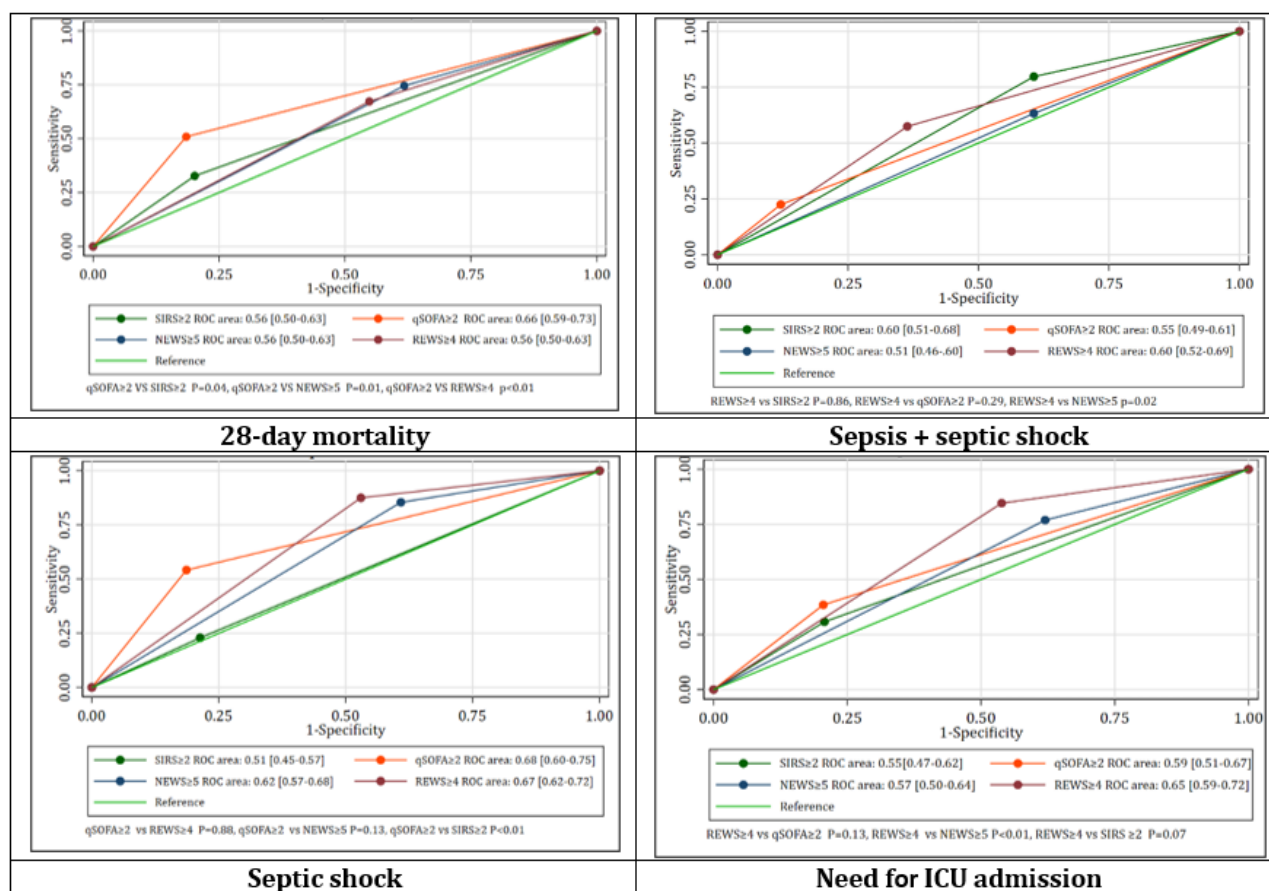 1.00
0.75
0.50
0.25
0.00
Sensitivity
0.00 0.25 0.50 0.75 1.00
1-Specificity
SIRS≥2 ROC area: 0.56 [0.50-0.63] qSOFA≥2 ROC area: 0.66 [0.59-0.73]
NEWS≥5 ROC area: 0.56 [0.50-0.63] REWS≥4 ROC area: 0.56 [0.50-0.63]
Reference
qSOFA≥2 VS SIRS≥2 P=0.04, qSOFA≥2 VS NEWS≥5 P=0.01, qSOFA≥2 VS REWS≥4 p<0.01
28-day mortality
1.00
0.75
0.50
0.25
0.00
Sensitivity
0.00 0.25 0.50 0.75 1.00
1-Specificity
SIRS≥2 ROC area: 0.60 [0.51-0.68] qSOFA≥2 ROC area: 0.55 [0.49-0.61]
NEWS≥5 ROC area: 0.51 [0.46-.60] REWS≥4 ROC area: 0.60 [0.52-0.69]
Reference
REWS≥4 vs SIRS≥2 P=0.86, REWS≥4 vs qSOFA≥2 P=0.29, REWS≥4 vs NEWS≥5 p=0.02
Sepsis + septic shock
1.00
0.75
0.50
0.25
0.00
Sensitivity
0.00 0.25 0.50 0.75 1.00
1-Specificity
SIRS≥2 ROC area: 0.51 [0.45-0.57] qSOFA≥2 ROC area: 0.68 [0.60-0.75]
NEWS≥5 ROC area: 0.62 [0.57-0.68] REWS≥4 ROC area: 0.67 [0.62-0.72]
Reference
qSOFA≥2 vs REWS≥4 P=0.88, qSOFA≥2 vs NEWS≥5 P=0.13, qSOFA≥2 vs SIRS≥2 P<0.01
Septic shock
1.00
0.75
0.50
0.25
0.00
Sensitivity
0.00 0.25 0.50 0.75 1.00
1-Specificity
SIRS≥2 ROC area: 0.55[0.47-0.62] qSOFA≥2 ROC area: 0.59 [0.51-0.67]
NEWS≥5 ROC area: 0.57 [0.50-0.64] REWS≥4 ROC area: 0.65 [0.59-0.72]
Reference
REWS≥4 vs qSOFA≥2 P=0.13, REWS≥4 vs NEWS≥5 P<0.01, REWS≥4 vs SIRS ≥2 P=0.07
Need for ICU admission